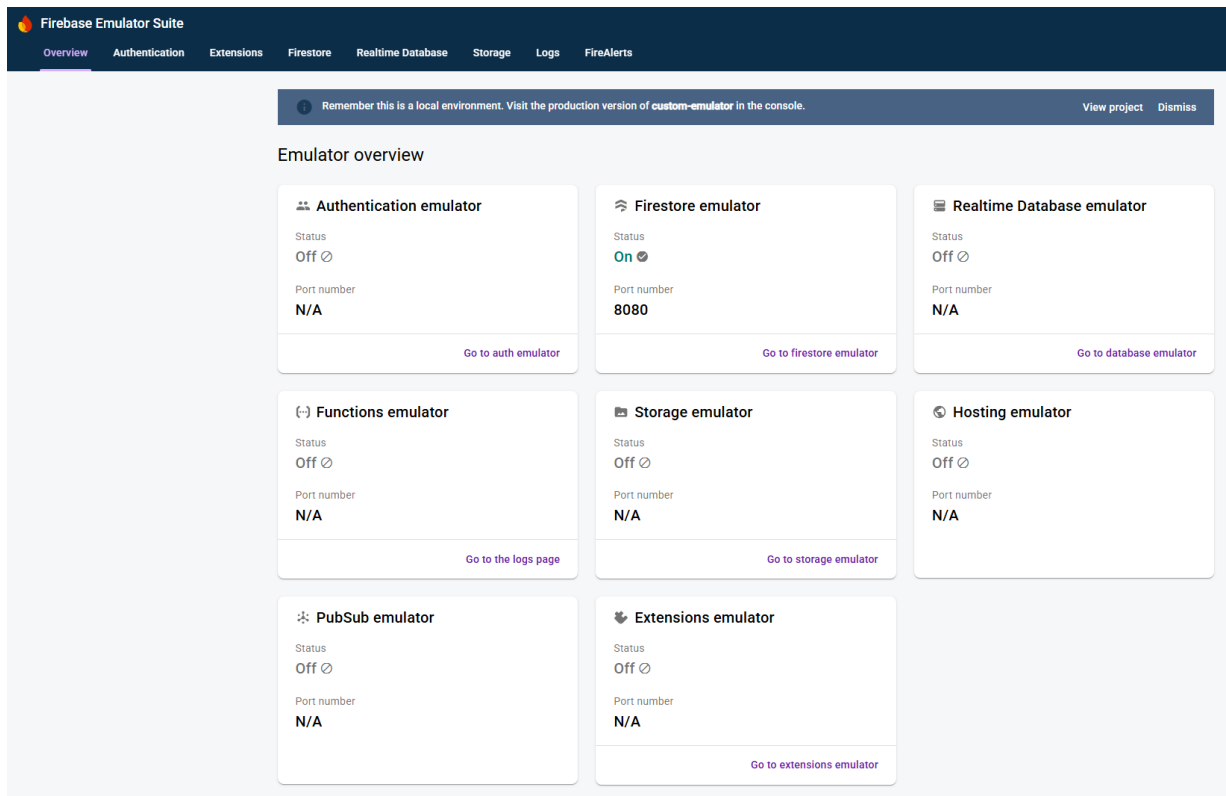 Firebase Emulator Suite
Overview Authentication Extensions Firestore Realtime Database Storage Logs FireAlerts
Remember this is a local environment. Visit the production version of custom-emulator in the console. View project Dismiss
Emulator overview
Authentication emulator
Status
Off
Port number
N/A
Go to auth emulator
Firestore emulator
Status
On
Port number
8080
Go to firestore emulator
Realtime Database emulator
Status
Off
Port number
N/A
Go to database emulator
Functions emulator
Status
Off
Port number
N/A
Go to the logs page
Storage emulator
Status
Off
Port number
N/A
Go to storage emulator
Hosting emulator
Status
Off
Port number
N/A
PubSub emulator
Status
Off
Port number
N/A
Extensions emulator
Status
Off
Port number
N/A
Go to extensions emulator